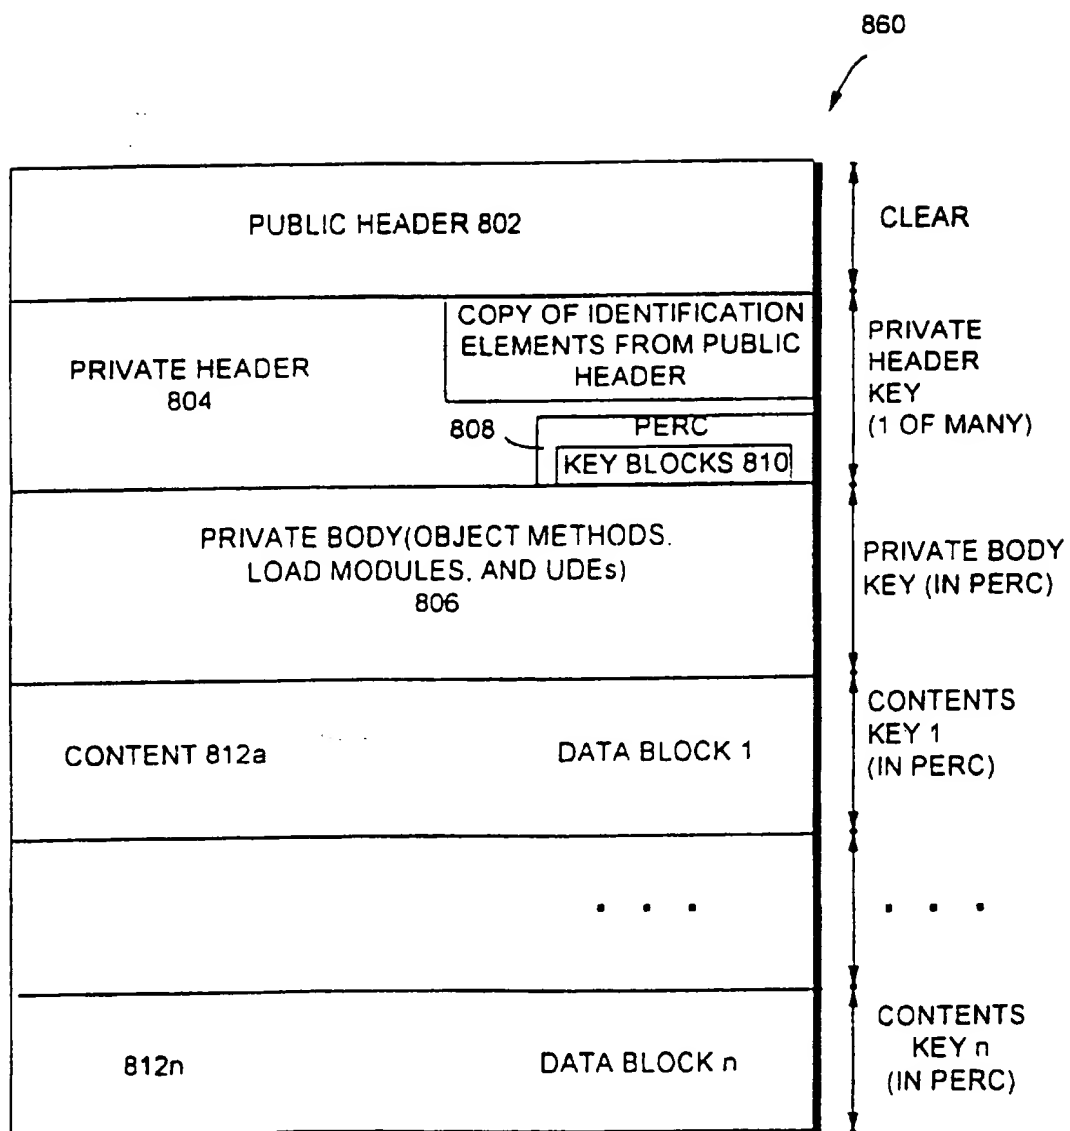 860
PUBLIC HEADER 802
CLEAR
COPY OF IDENTIFICATION
ELEMENTS FROM PUBLIC
HEADER
PRIVATE HEADER
804
808
PERC
KEY BLOCKS 810
PRIVATE
HEADER
KEY
(1 OF MANY)
PRIVATE BODY(OBJECT METHODS.
LOAD MODULES, AND UDEs)
806
PRIVATE BODY
KEY (IN PERC)
CONTENT 812a
DATA BLOCK 1
CONTENTS
KEY 1
(IN PERC)
. . .
. . .
812n
DATA BLOCK n
CONTENTS
KEY n
(IN PERC)